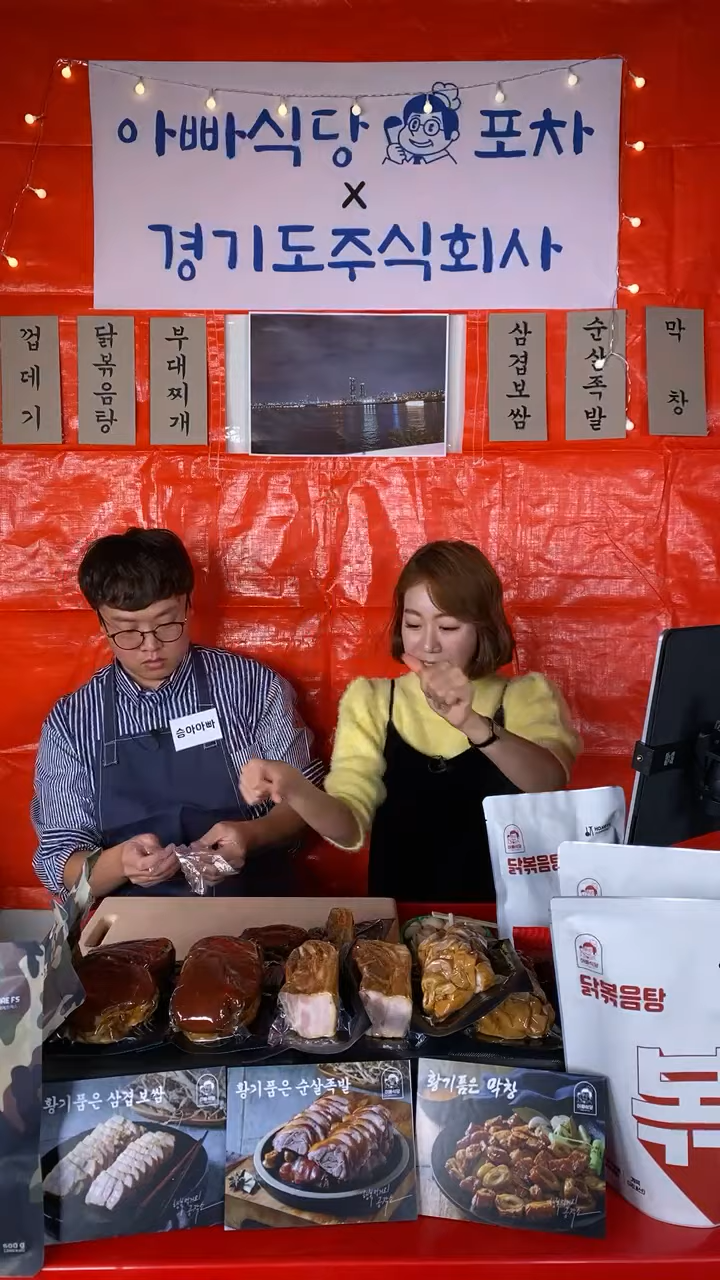 아빠식당 포차
X
경기도주식회사
껍데기
닭볶음탕
부대찌개
삼겹보쌈
순살족발
막창
승아아빠
닭볶음탕
닭볶음탕
볶
황기품은 삼겹보쌈
황기품은 순살족발
황기품은 막창
600 g